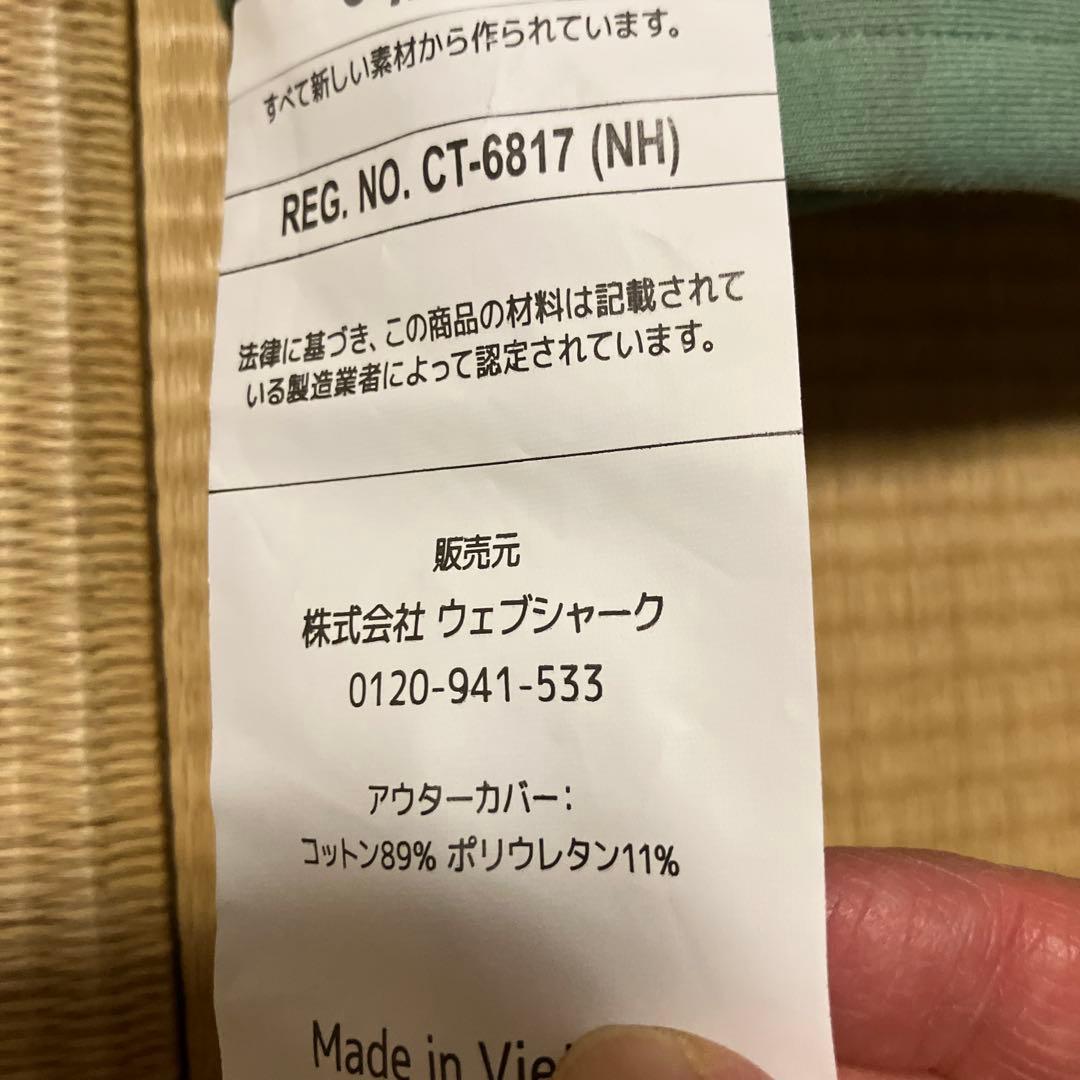 すべて新しい素材から作られています。
REG. NO. CT-6817 (NH)
法律に基づき、この商品の材料は記載されて
いる製造業者によって認定されています。
販売元
株式会社 ウェブシャーク
0120-941-533
アウターカバー:
コットン89% ポリウレタン11%
Made in